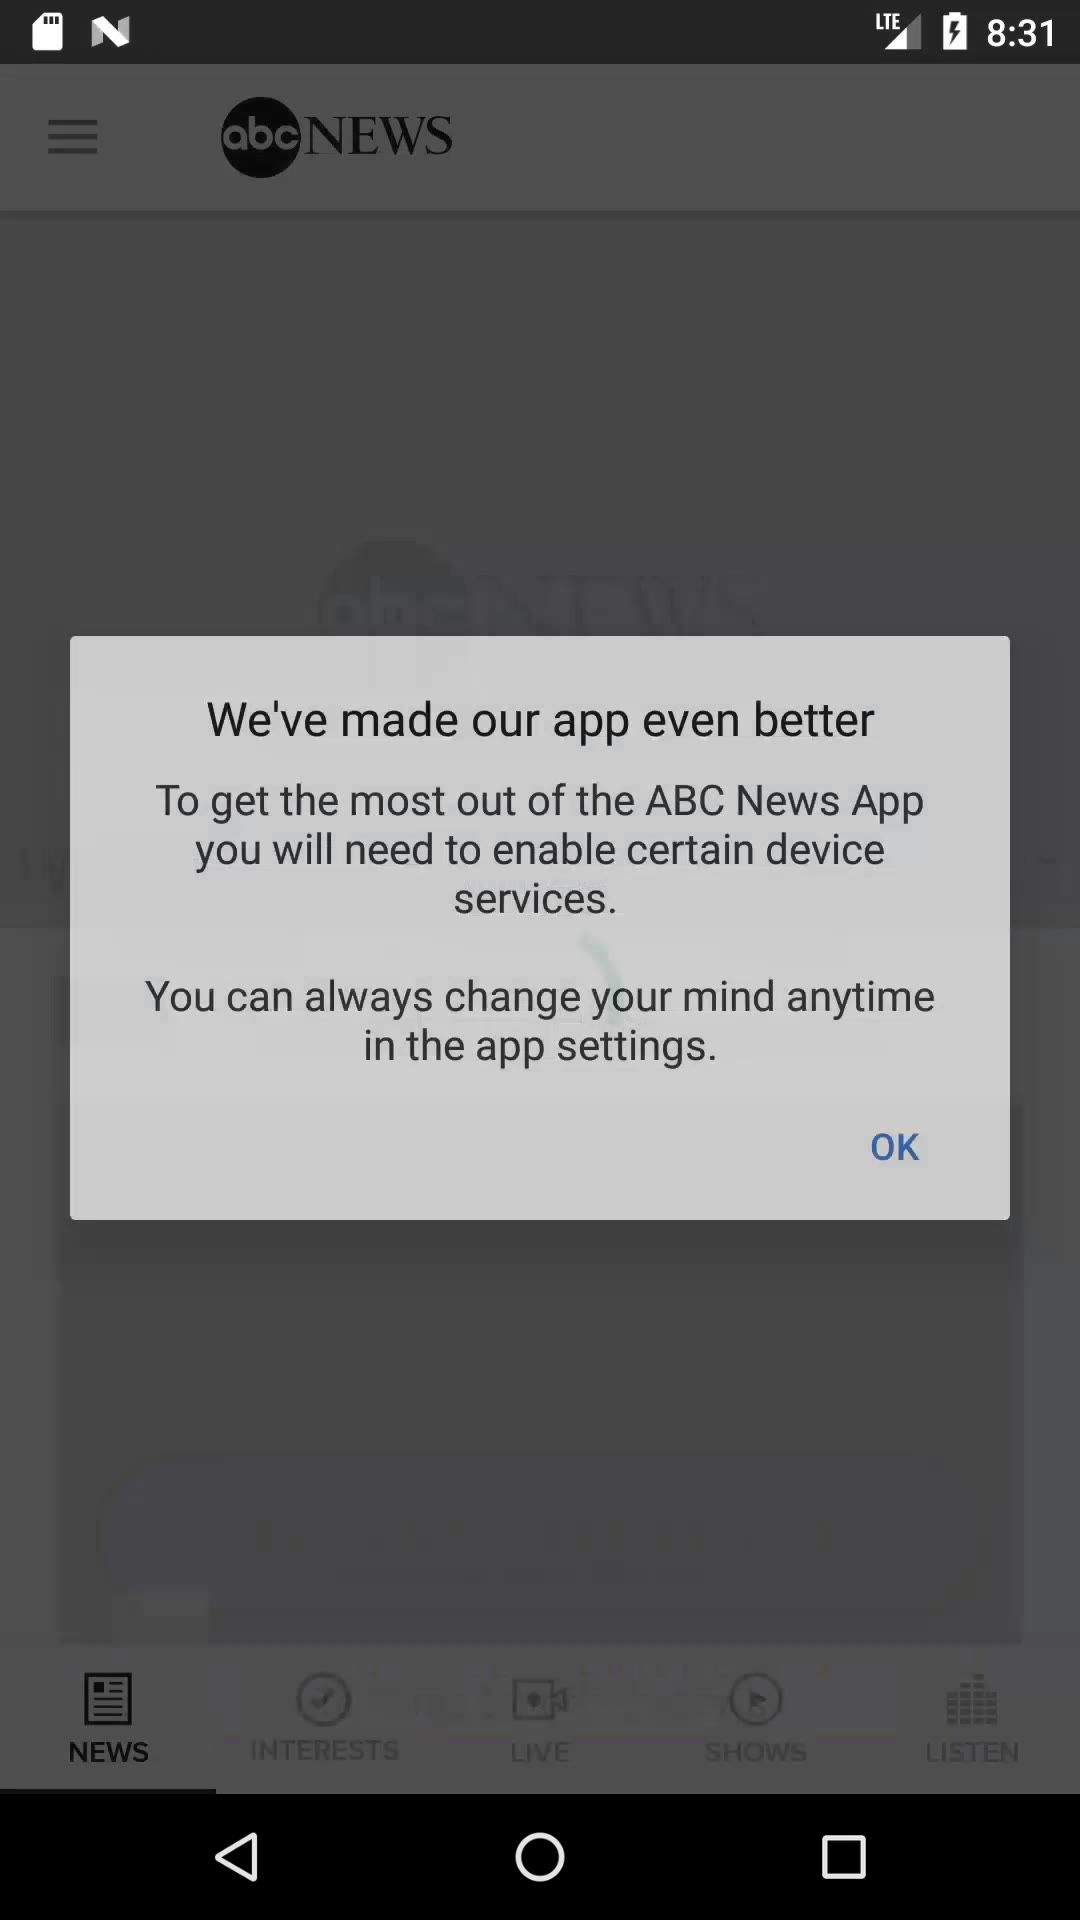 LTE 8:31
abc NEWS
abc NEWS
We've made our app even better
To get the most out of the ABC News App
you will need to enable certain device
services.
You can always change your mind anytime
in the app settings.
OK
NEWS INTERESTS LIVE SHOWS LISTEN